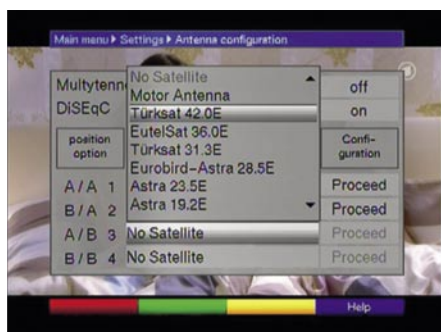 Main menu Settings Antenna configuration
Multytenn
off
DiSEqC
on
position
option
Confi-
guration
No Satellite
Motor Antenna
Türksat 42.0E
EutelSat 36.0E
Türksat 31.3E
Eurobird-Astra 28.5E
Astra 23.5E
Astra 19.2E
A/A 1
Proceed
B/A 2
Proceed
A/B 3 No Satellite Proceed
B/B 4 No Satellite Proceed
Help